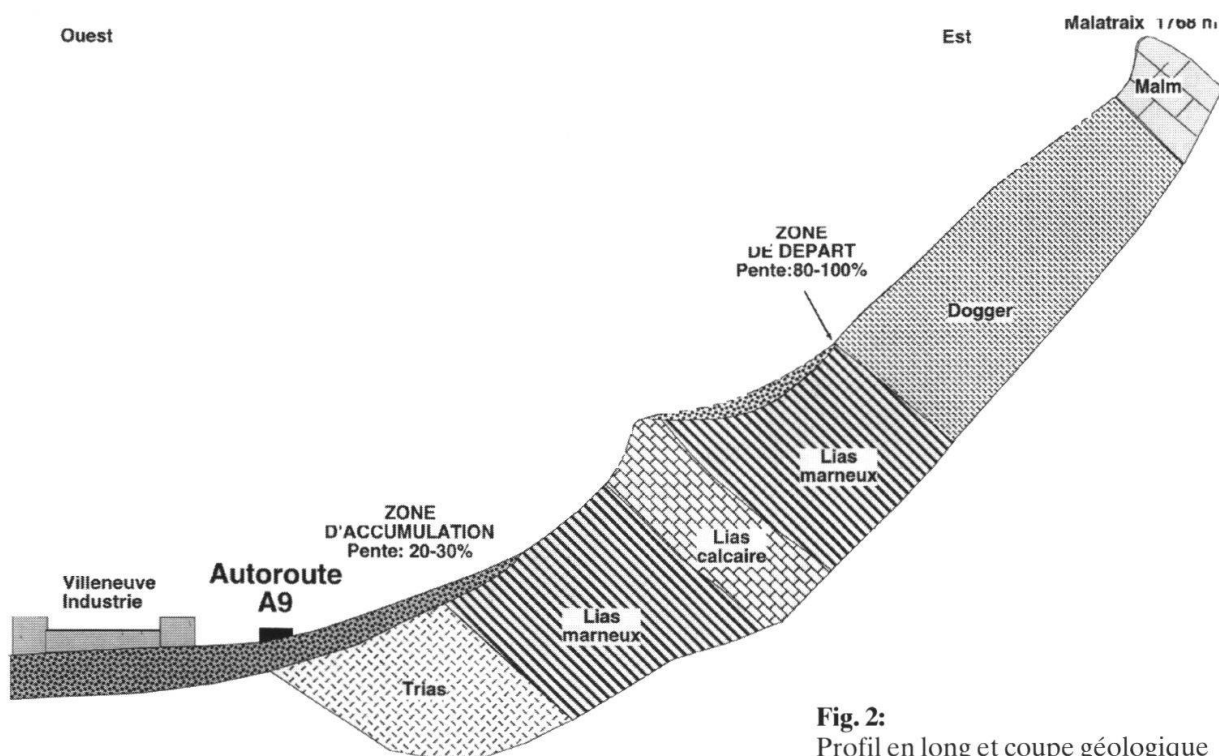 Ouest
Est
Malatraix 1768 m
Malm
ZONE
DE DEPART
Pente:80-100%
Dogger
Lias
marneux
Lias
calcaire
ZONE
D'ACCUMULATION
Pente: 20-30%
Villeneuve
Industrie
Autoroute
A9
Lias
marneux
Trias
Fig. 2:
Profil en long et coupe géologique